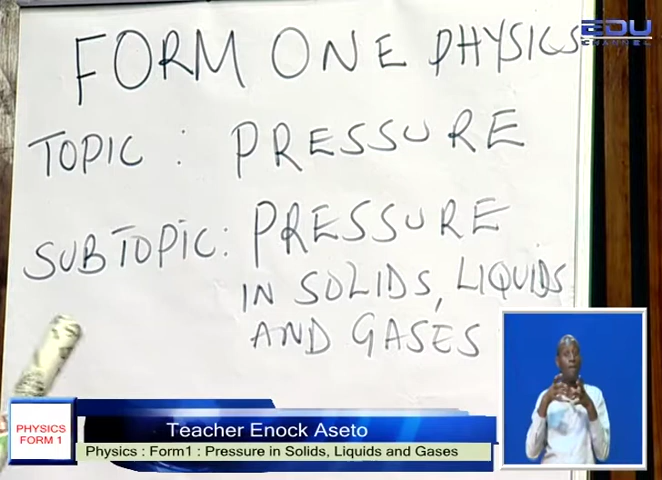 EDU
CHANNEL
FORM ONE PHYSICS
TOPIC : PRESSURE
SUBTOPIC: PRESSURE
IN SOLIDS, LIQUIDS
AND GASES
PHYSICS
FORM 1
Teacher Enock Aseto
Physics : Form1 : Pressure in Solids, Liquids and Gases